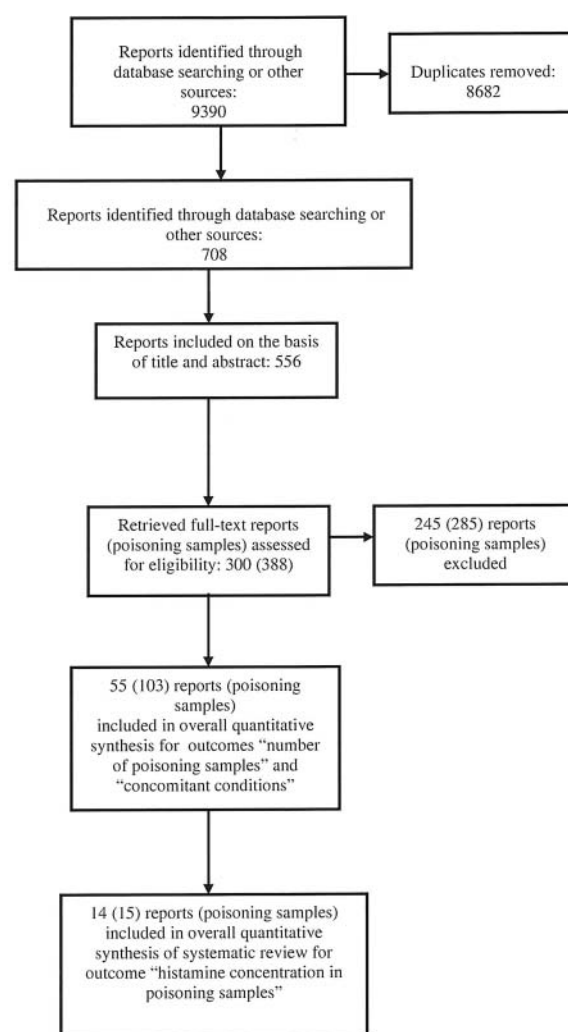 Reports identified through
database searching or other
sources:
9390
Duplicates removed:
8682
Reports identified through database searching or
other sources:
708
Reports included on the basis
of title and abstract: 556
Retrieved full-text reports
(poisoning samples) assessed
for eligibility: 300 (388)
245 (285) reports
(poisoning samples)
excluded
55 (103) reports (poisoning
samples)
included in overall quantitative
synthesis for outcomes “number
of poisoning samples” and
“concomitant conditions”
14 (15) reports (poisoning samples)
included in overall quantitative
synthesis of systematic review for
outcome “histamine concentration in
poisoning samples”